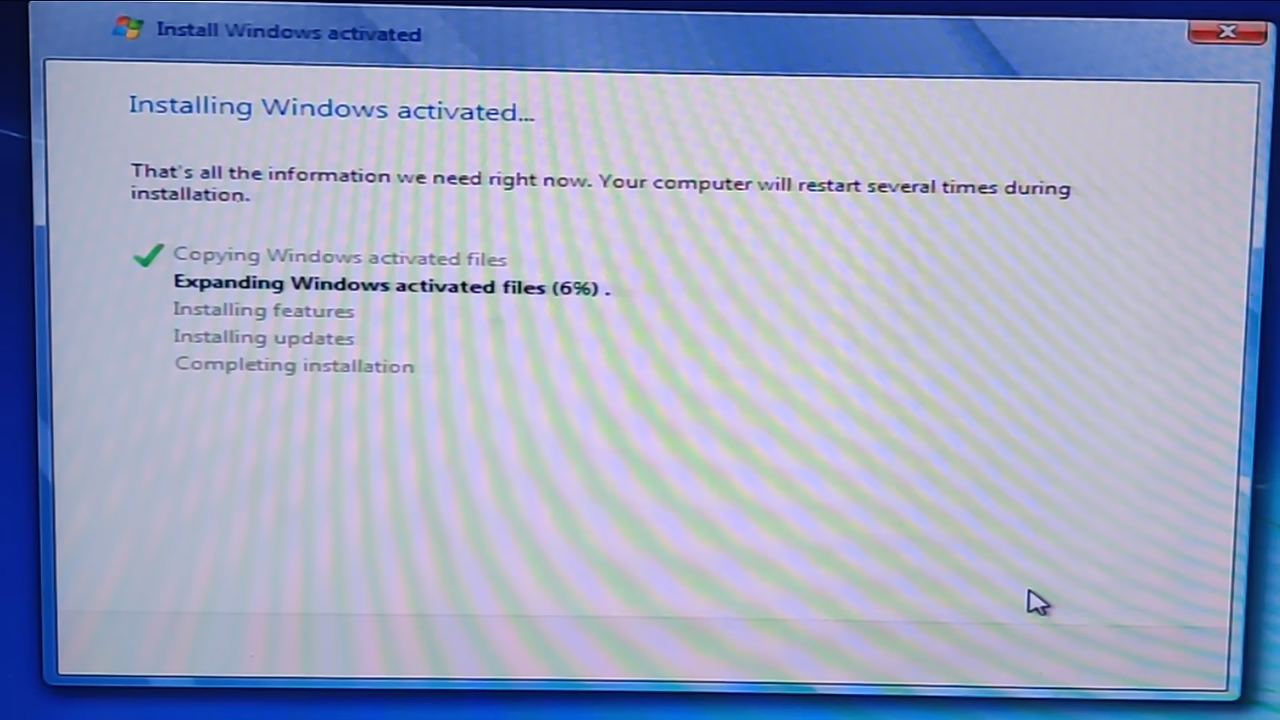 Install Windows activated
Installing Windows activated...
That's all the information we need right now. Your computer will restart several times during
installation.
Copying Windows activated files
Expanding Windows activated files (6%) .
Installing features
Installing updates
Completing installation